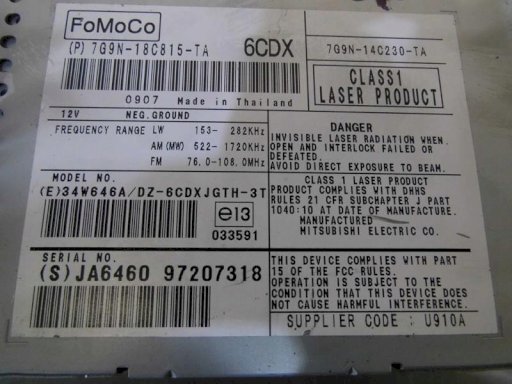 FoMoCo
(P) 7G9N-18C815-TA 6CDX
7G9N-14C230-TA
CLASS1
LASER PRODUCT
0907 Made in Thailand
12V NEG.GROUND
FREQUENCY RANGE LW 153- 282KHz
AM(MW) 522- 1720KHz
FM 76.0-108.0MHz
DANGER
INVISIBLE LASER RADIATION WHEN
OPEN AND INTERLOCK FAILED OR
DEFEATED.
AVOID DIRECT EXPOSURE TO BEAM.
MODEL NO.
(E)34W646A/DZ-6CDXJGTH-3T
e13
033591
CLASS 1 LASER PRODUCT
PRODUCT COMPLIES WITH DHHS
RULES 21 CFR SUBCHAPTER J PART
1040:10 AT DATE OF MANUFACTURE.
MANUFACTURED
MITSUBISHI ELECTRIC CO.
SERIAL NO.
(S)JA6460 97207318
THIS DEVICE COMPLIES WITH PART
15 OF THE FCC RULES.
OPERATION IS SUBJECT TO THE
CONDITION THAT THIS DEVICE DOES
NOT CAUSE HARMFUL INTERFERENCE.
SUPPLIER CODE : U910A